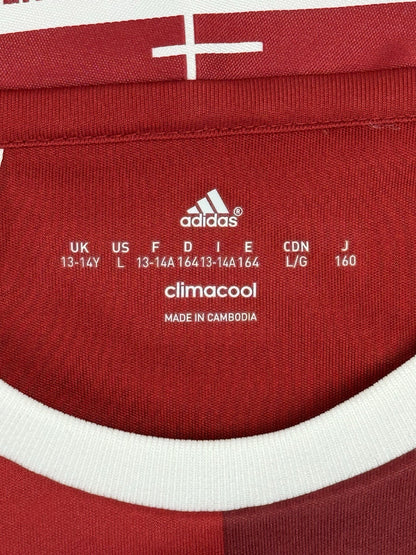 adidas®
UK US F D I E CDN J
13-14Y L 13-14A 164 13-14A 164 L/G 160
climacool
MADE IN CAMBODIA